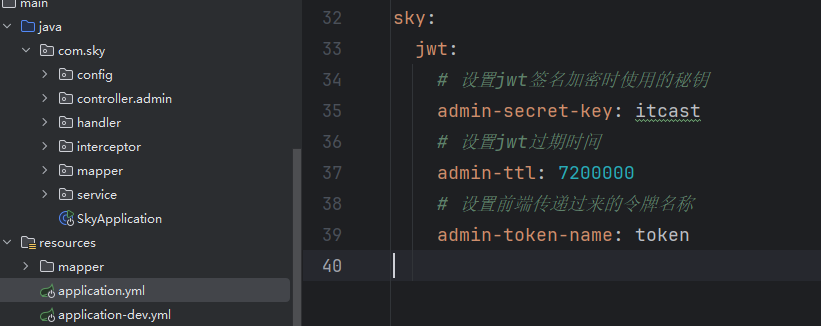 main
java
com.sky
config
controller.admin
handler
interceptor
mapper
service
SkyApplication
resources
mapper
application.yml
application-dev.yml
32 sky:
33 jwt:
34 # 设置jwt签名加密时使用的秘钥
35 admin-secret-key: itcast
36 # 设置jwt过期时间
37 admin-ttl: 7200000
38 # 设置前端传递过来的令牌名称
39 admin-token-name: token
40